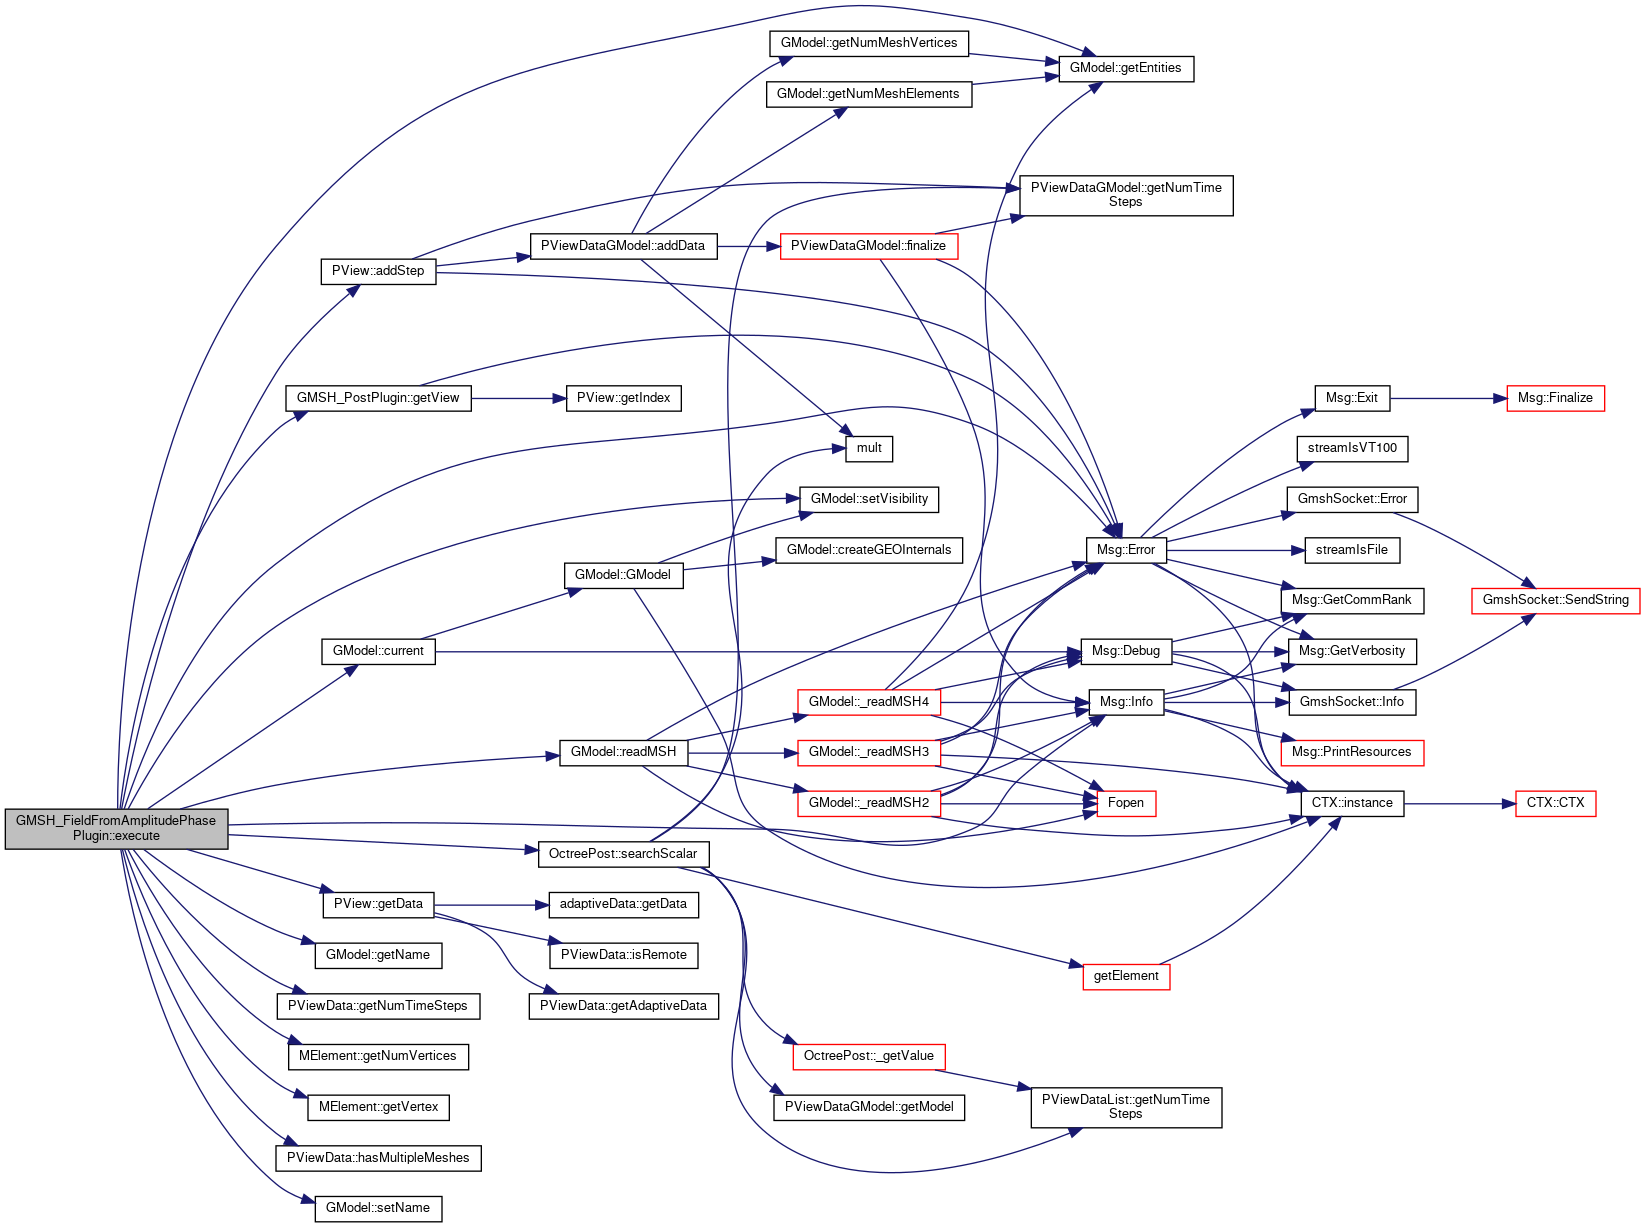 GModel::getNumMeshVertices
GModel::getEntities
GModel::getNumMeshElements
PViewDataGModel::getNumTime
Steps
PViewDataGModel::addData
PViewDataGModel::finalize
PView::addStep
GMSH_PostPlugin::getView
PView::getIndex
Msg::Exit
Msg::Finalize
mult
streamIsVT100
GModel::setVisibility
GmshSocket::Error
GModel::createGEOInternals
Msg::Error
streamIsFile
GModel::GModel
Msg::GetCommRank
GmshSocket::SendString
GModel::current
Msg::Debug
Msg::GetVerbosity
GModel::_readMSH4
Msg::Info
GmshSocket::Info
GModel::readMSH
GModel::_readMSH3
Msg::PrintResources
GModel::_readMSH2
Fopen
CTX::instance
CTX::CTX
GMSH_FieldFromAmplitudePhase
Plugin::execute
OctreePost::searchScalar
PView::getData
adaptiveData::getData
GModel::getName
PViewData::isRemote
getElement
PViewData::getNumTimeSteps
PViewData::getAdaptiveData
MElement::getNumVertices
OctreePost::_getValue
MElement::getVertex
PViewDataGModel::getModel
PViewDataList::getNumTime
Steps
PViewData::hasMultipleMeshes
GModel::setName